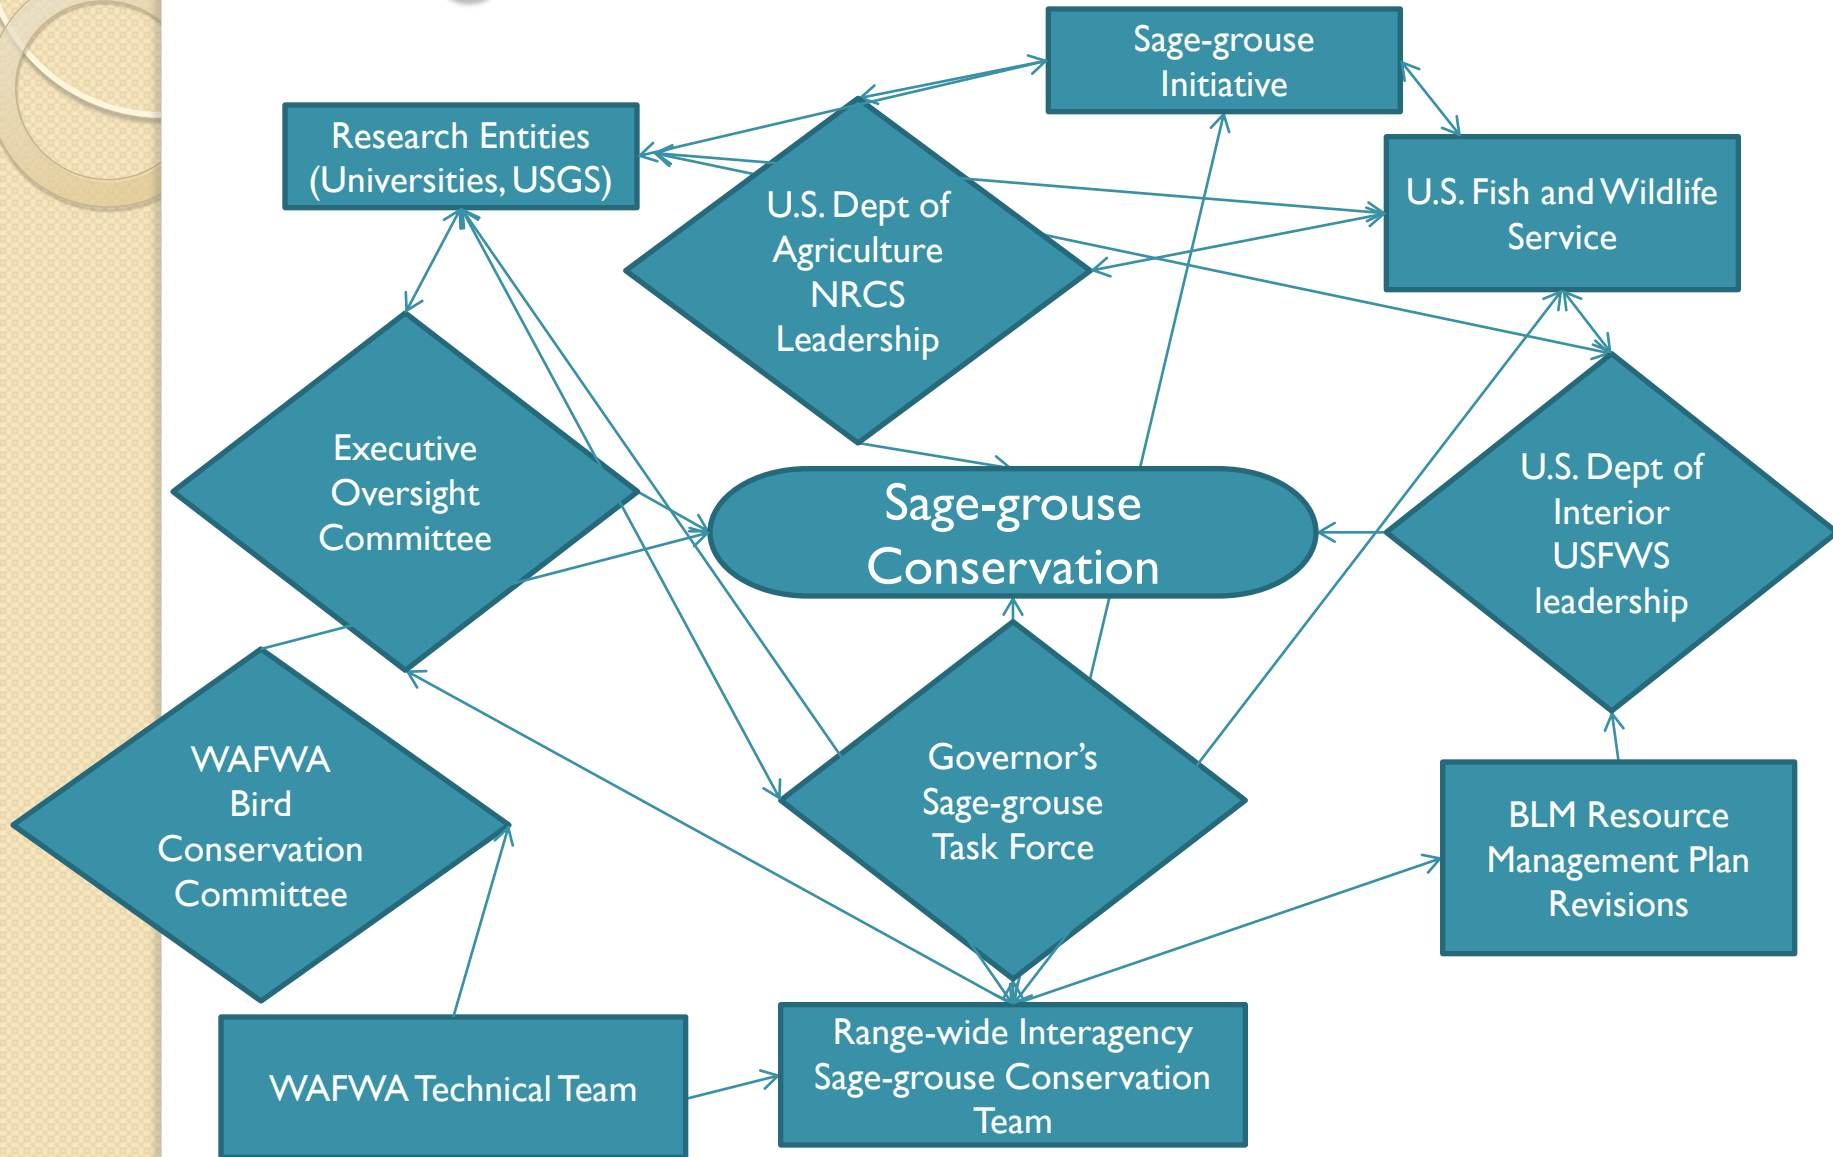 Sage-grouse
Initiative
Research Entities
(Universities, USGS)
U.S. Dept of
Agriculture
NRCS
Leadership
U.S. Fish and Wildlife
Service
Executive
Oversight
Committee
Sage-grouse
Conservation
U.S. Dept of
Interior
USFWS
leadership
WAFWA
Bird
Conservation
Committee
Governor’s
Sage-grouse
Task Force
BLM Resource
Management Plan
Revisions
WAFWA Technical Team
Range-wide Interagency
Sage-grouse Conservation
Team